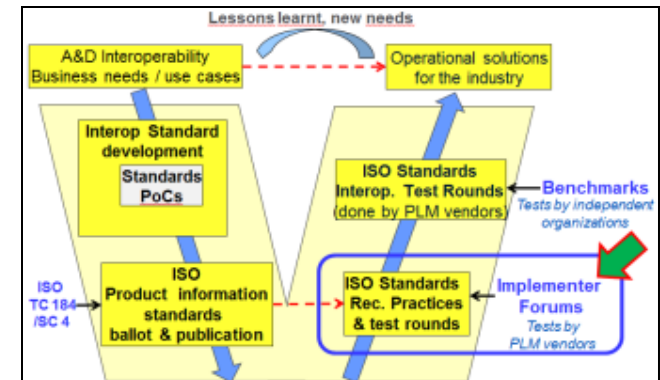 Lessons learnt, new needs
A&D Interoperability
Business needs / use cases
Operational solutions
for the industry
Interop Standard
development
Standards
PoCs
ISO Standards
Interop. Test Rounds
(done by PLM vendors)
Benchmarks
Tests by independent
organizations
ISO
TC 184
/SC 4
ISO
Product information
standards
ballot & publication
ISO Standards
Rec. Practices
& test rounds
Implementer
Forums
Tests by
PLM vendors